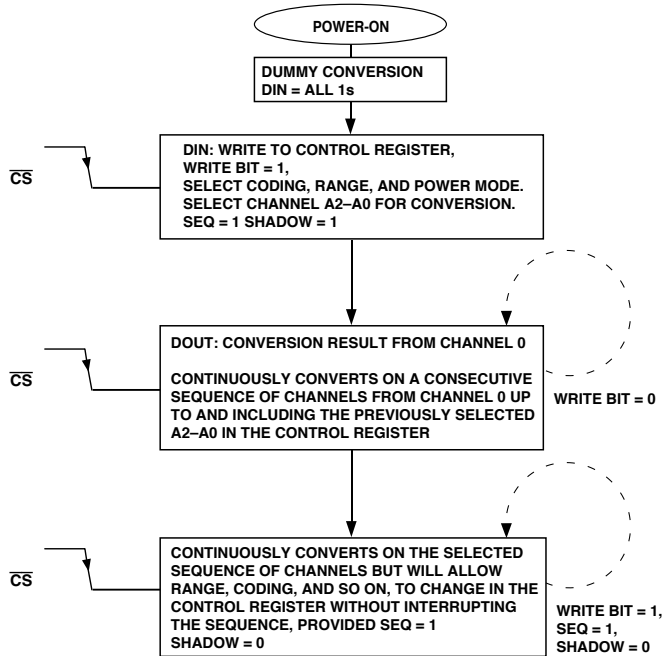 POWER-ON
DUMMY CONVERSION
DIN = ALL 1s
CS
DIN: WRITE TO CONTROL REGISTER,
WRITE BIT = 1,
SELECT CODING, RANGE, AND POWER MODE.
SELECT CHANNEL A2–A0 FOR CONVERSION.
SEQ = 1 SHADOW = 1
CS
DOUT: CONVERSION RESULT FROM CHANNEL 0
CONTINUOUSLY CONVERTS ON A CONSECUTIVE
SEQUENCE OF CHANNELS FROM CHANNEL 0 UP
TO AND INCLUDING THE PREVIOUSLY SELECTED
A2–A0 IN THE CONTROL REGISTER
WRITE BIT = 0
CS
CONTINUOUSLY CONVERTS ON THE SELECTED
SEQUENCE OF CHANNELS BUT WILL ALLOW
RANGE, CODING, AND SO ON, TO CHANGE IN THE
CONTROL REGISTER WITHOUT INTERRUPTING
THE SEQUENCE, PROVIDED SEQ = 1
SHADOW = 0
WRITE BIT = 1,
SEQ = 1,
SHADOW = 0